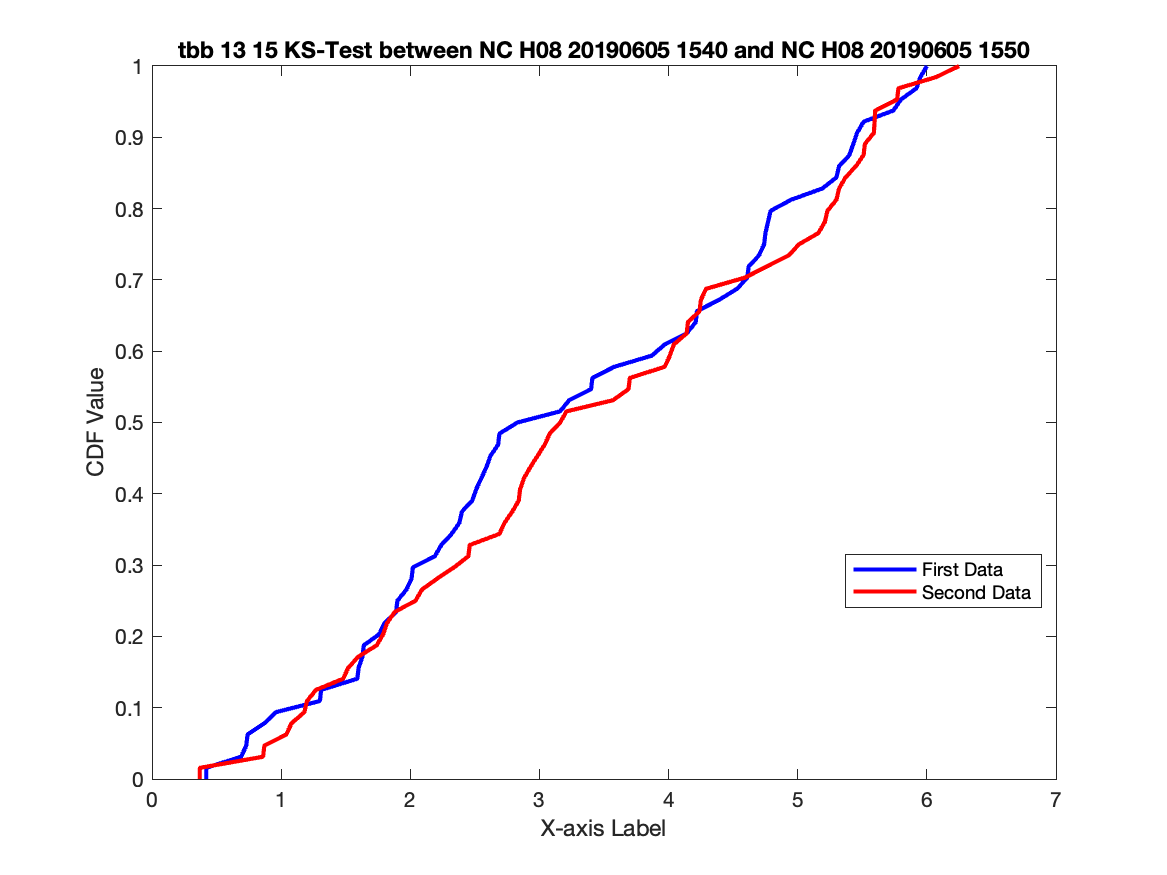 tbb 13 15 KS-Test between NC H08 20190605 1540 and NC H08 20190605 1550
1
0.9
0.8
0.7
0.6
0.5
0.4
0.3
0.2
0.1
0
CDF Value
First Data
Second Data
0 1 2 3 4 5 6 7
X-axis Label